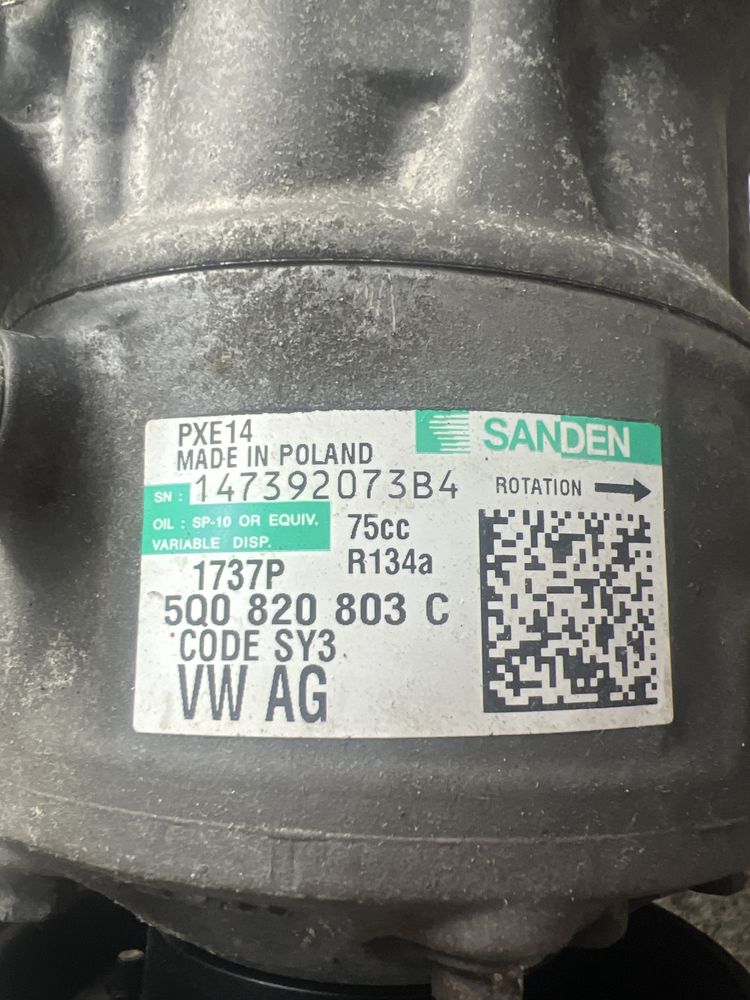 PXE14
MADE IN POLAND
SANDEN
SN : 147392073B4
ROTATION
OIL : SP-10 OR EQUIV.
VARIABLE DISP.
75cc
R134a
1737P
5Q0 820 803 C
CODE SY3
VW AG